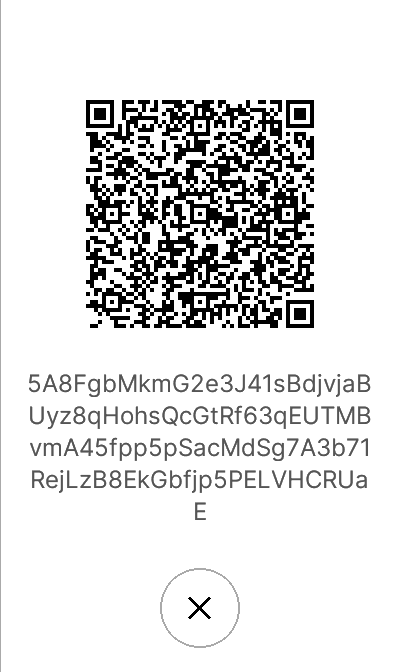 5A8FgbMkmG2e3J41sBdjvjaB
Uyz8qHohsQcGtRf63qEUTMB
vmA45fpp5pSacMdSg7A3b71
RejLzB8EkGbfjp5PELVHCRUa
E